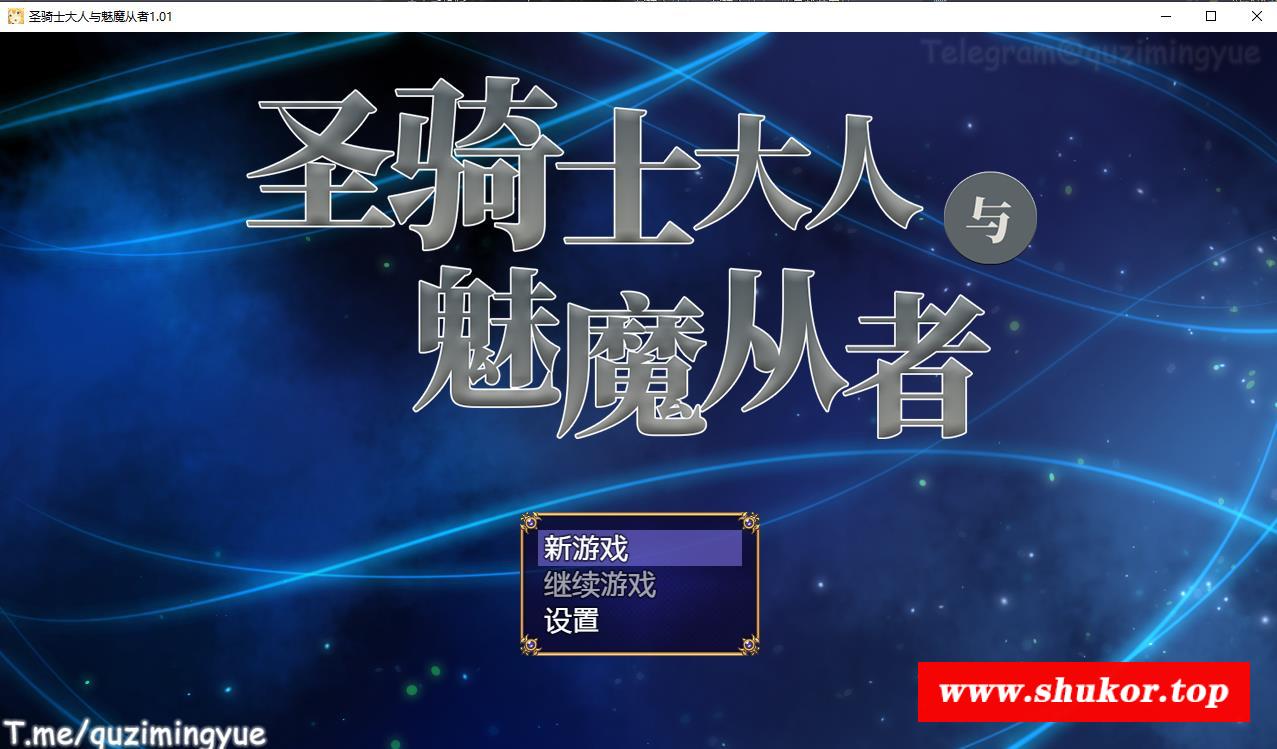 圣骑士大人与魅魔从者1.01
Telegram@quzimingyue
圣骑士大人
与
魅魔从者
新游戏
继续游戏
设置
www.shukor.top
T.me/quzimingyue